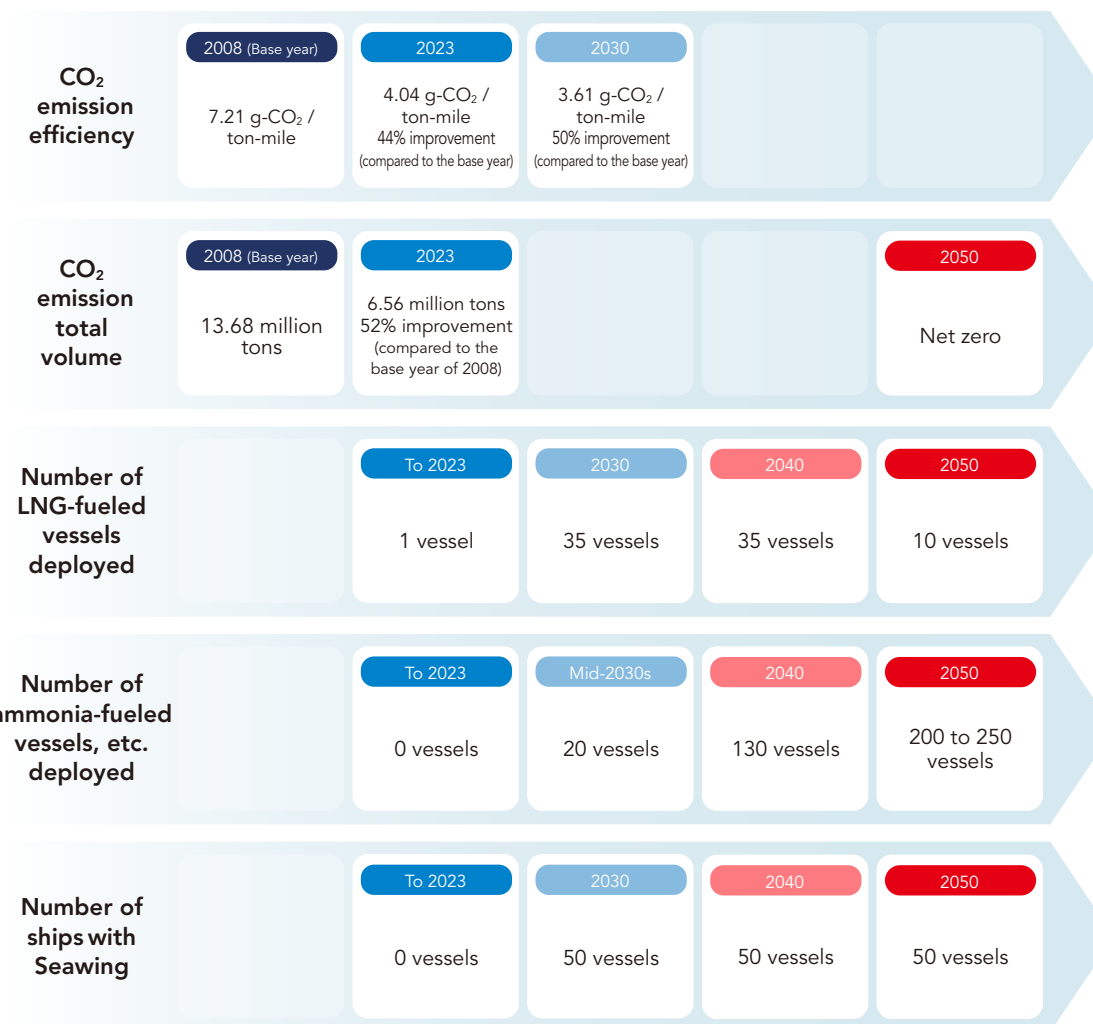 CO₂
emission
efficiency
2008 (Base year)
7.21 g-CO₂ /
ton-mile
2023
4.04 g-CO₂ /
ton-mile
44% improvement
(compared to the base year)
2030
3.61 g-CO₂ /
ton-mile
50% improvement
(compared to the base year)
CO₂
emission
total
volume
2008 (Base year)
13.68 million
tons
2023
6.56 million tons
52% improvement
(compared to the
base year of 2008)
2050
Net zero
Number of
LNG-fueled
vessels
deployed
To 2023
1 vessel
2030
35 vessels
2040
35 vessels
2050
10 vessels
Number of
ammonia-fueled
vessels, etc.
deployed
To 2023
0 vessels
Mid-2030s
20 vessels
2040
130 vessels
2050
200 to 250
vessels
Number of
ships with
Seawing
To 2023
0 vessels
2030
50 vessels
2040
50 vessels
2050
50 vessels